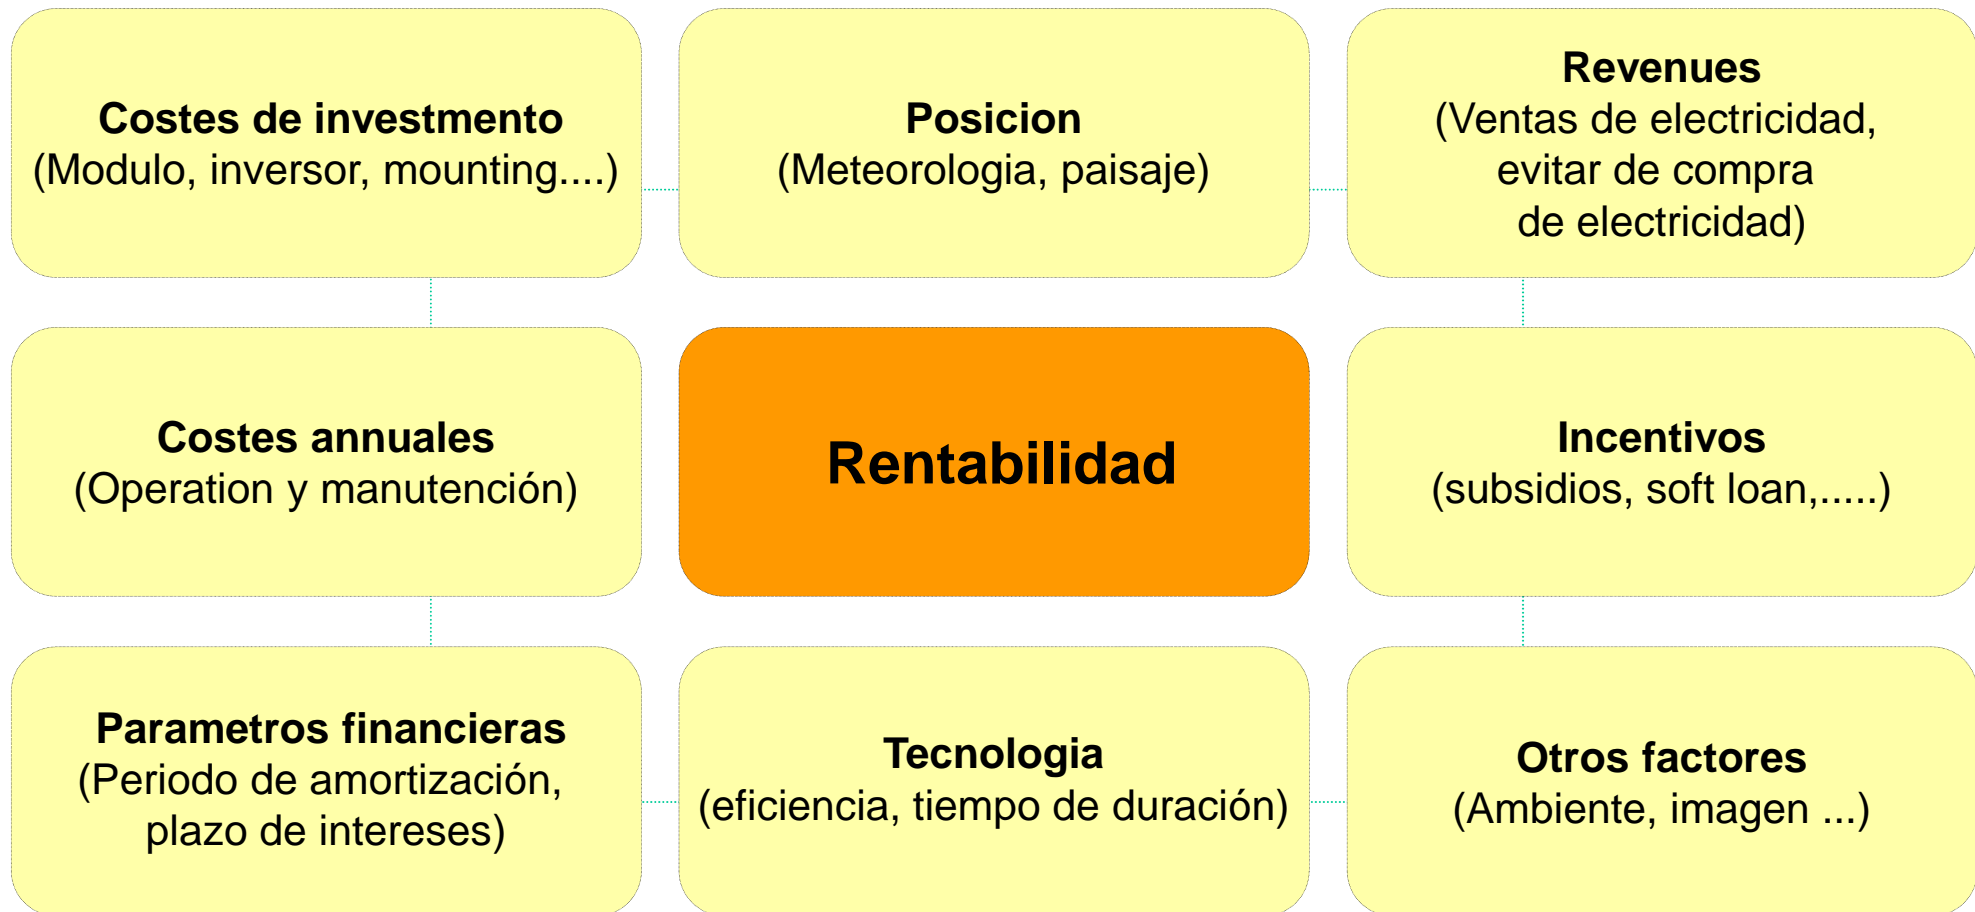 Costes de investmento
(Modulo, inversor, mounting....)
Posicion
(Meteorologia, paisaje)
Revenues
(Ventas de electricidad,
evitar de compra
de electricidad)
Costes annuales
(Operation y manutención)
Rentabilidad
Incentivos
(subsidios, soft loan,.....)
Parametros financieras
(Periodo de amortización,
plazo de intereses)
Tecnologia
(eficiencia, tiempo de duración)
Otros factores
(Ambiente, imagen ...)